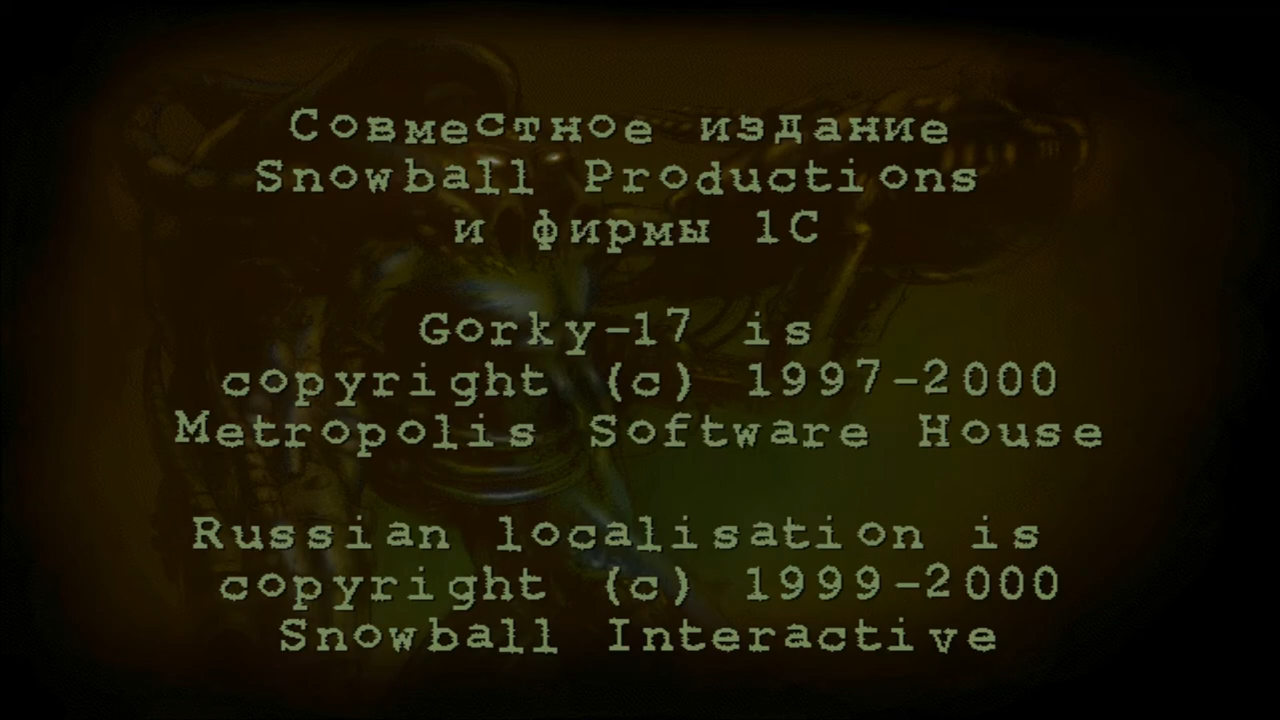 Совместное издание
Snowball Productions
и фирмы 1С
Gorky-17 is
copyright (c) 1997-2000
Metropolis Software House
Russian localisation is
copyright (c) 1999-2000
Snowball Interactive